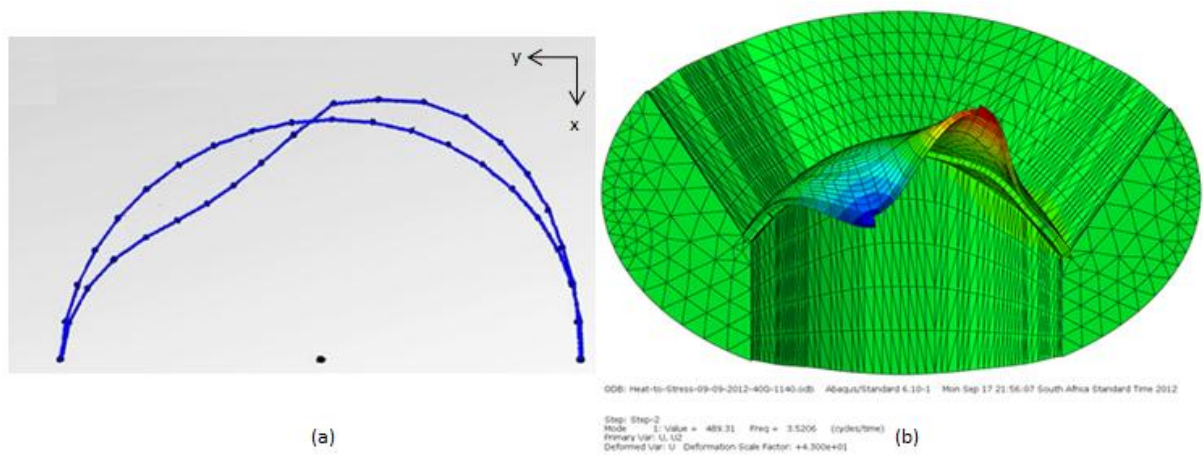 y
x
ODB: Heat-to-Stress-09-09-2012-40Q-1140.odb Abaqus/Standard 6.10-1 Mon Sep 17 21:56:07 South Africa Standard Time 2012
Step: Step-2
Mode 1: Value = 489.31 Freq = 3.5206 (cycles/time)
Primary Var: U, U2
Deformed Var: U Deformation Scale Factor: +4.300e+01
(a)
(b)